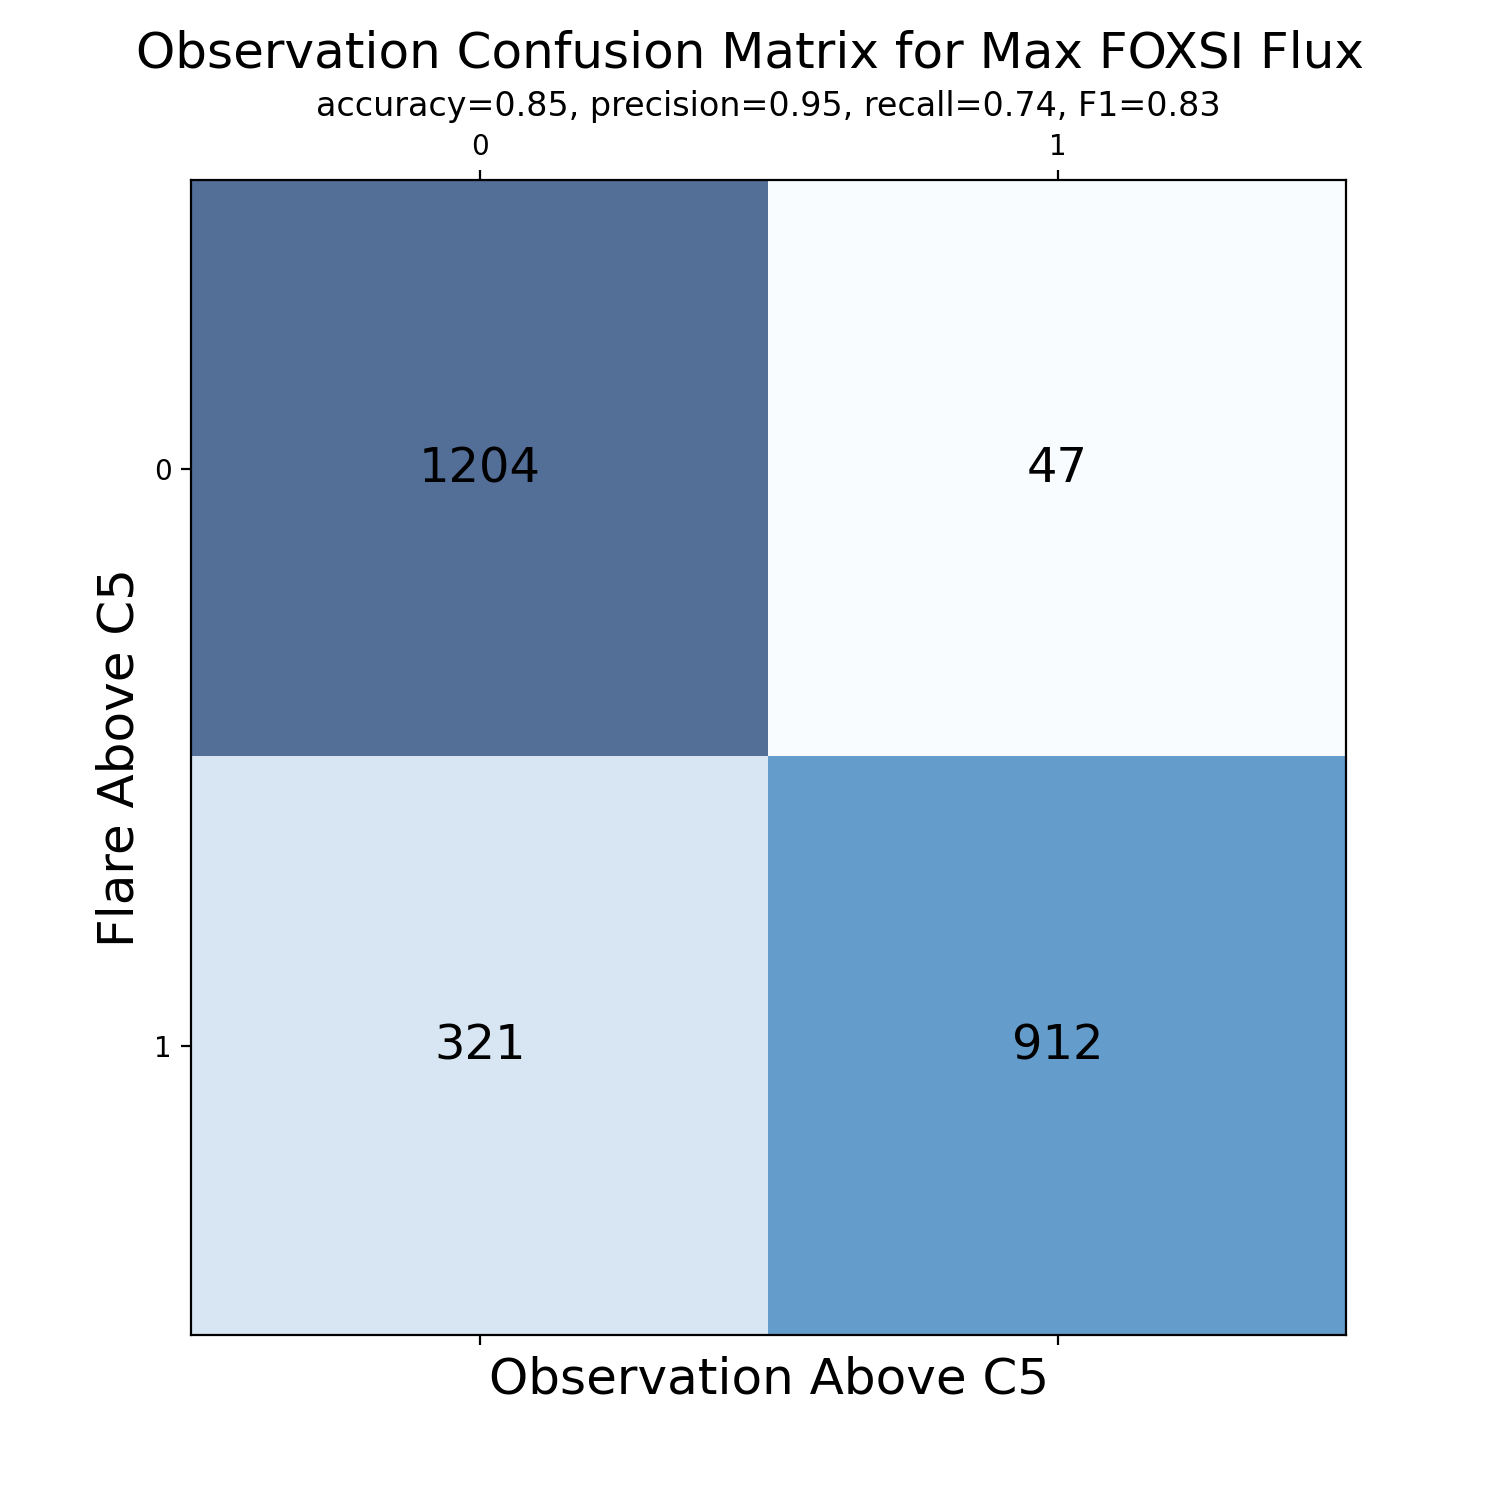 Observation Confusion Matrix for Max FOXSI Flux
accuracy=0.85, precision=0.95, recall=0.74, F1=0.83
0 1
0 1204 47
Flare Above C5
1 321 912
Observation Above C5